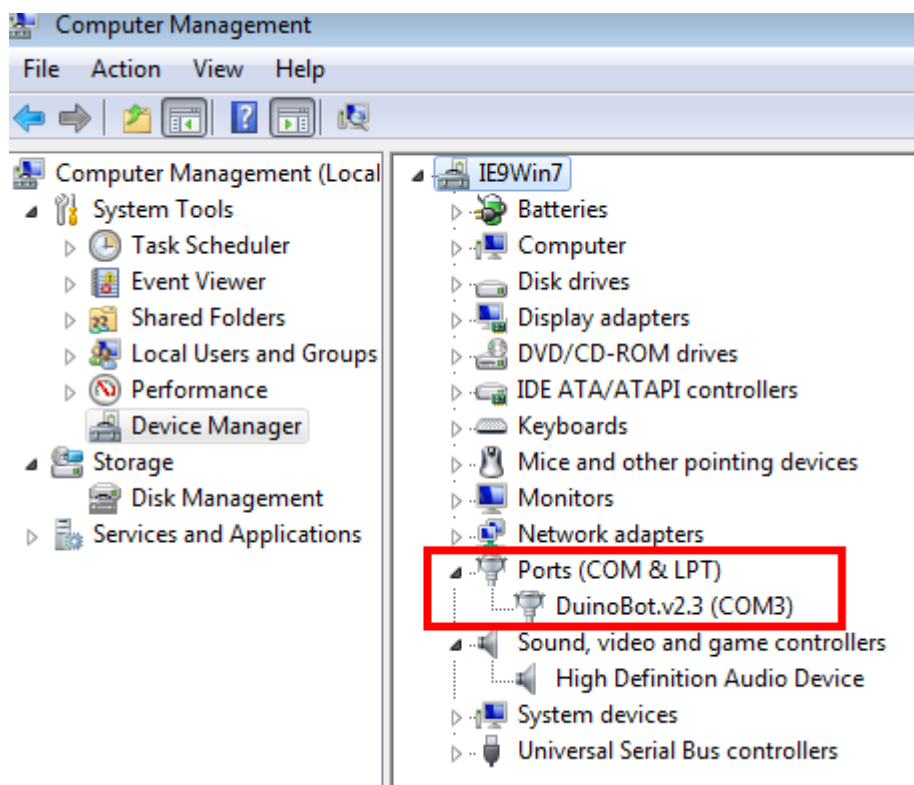 Computer Management
File Action View Help
Computer Management (Local
System Tools
Task Scheduler
Event Viewer
Shared Folders
Local Users and Groups
Performance
Device Manager
Storage
Disk Management
Services and Applications
IE9Win7
Batteries
Computer
Disk drives
Display adapters
DVD/CD-ROM drives
IDE ATA/ATAPI controllers
Keyboards
Mice and other pointing devices
Monitors
Network adapters
Ports (COM & LPT)
DuinoBot.v2.3 (COM3)
Sound, video and game controllers
High Definition Audio Device
System devices
Universal Serial Bus controllers